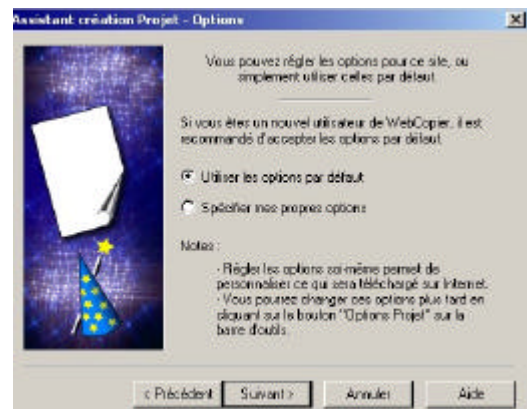 Assistant création Projet - Options
Vous pouvez régler les options pour ce site, ou
simplement utiliser celles par défaut.
Si vous êtes un nouvel utilisateur de WebCopier, il est
recommandé d'accepter les options par défaut.
Utiliser les options par défaut
Spécifier mes propres options
Notes :
- Régler les options soi-même permet de
personnaliser ce qui sera téléchargé sur Internet.
- Vous pourrez changer ces options plus tard en
cliquant sur le bouton "Options Projet" sur la
barre d'outils.
< Précédent Suivant > Annuler Aide